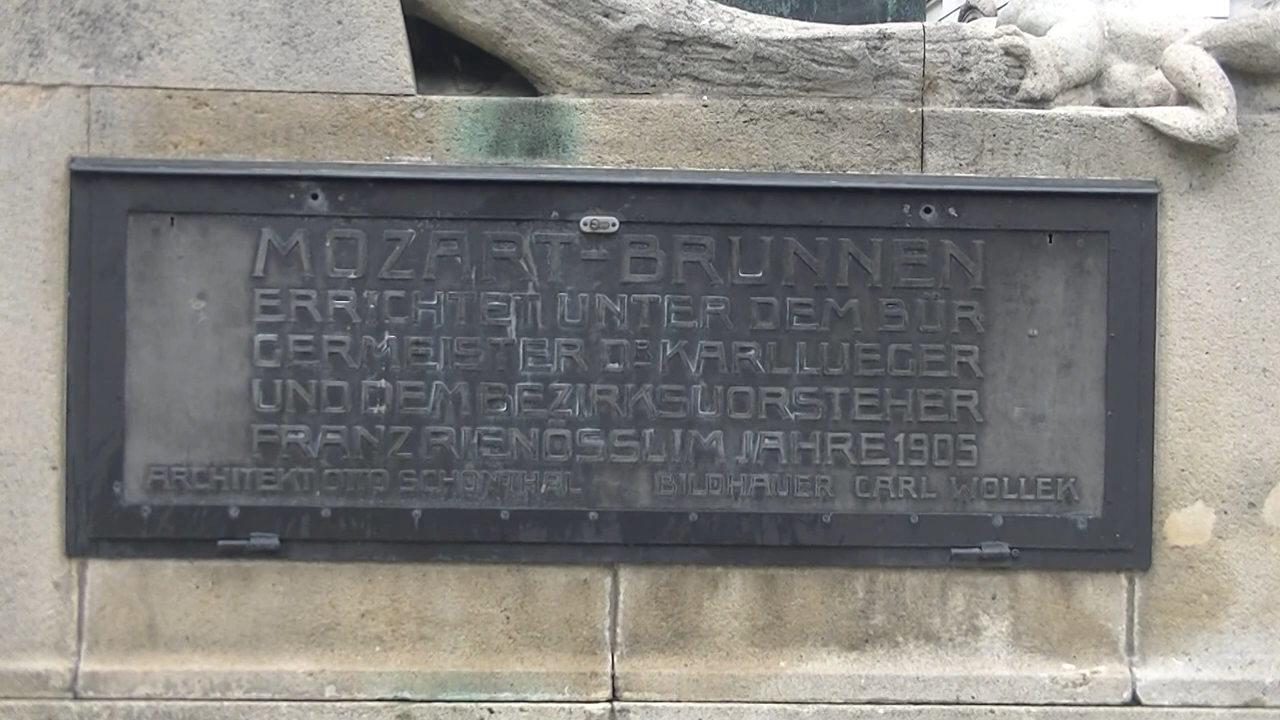 MOZART-BRUNNEN
ERRICHTET UNTER DEM BÜR
GERMEISTER DR KARL LUEGER
UND DEM BEZIRKSVORSTEHER
FRANZ RIENÖSSL IM JAHRE 1905
ARCHITEKT OTTO SCHÖNTHAL BILDHAUER CARL WOLLEK